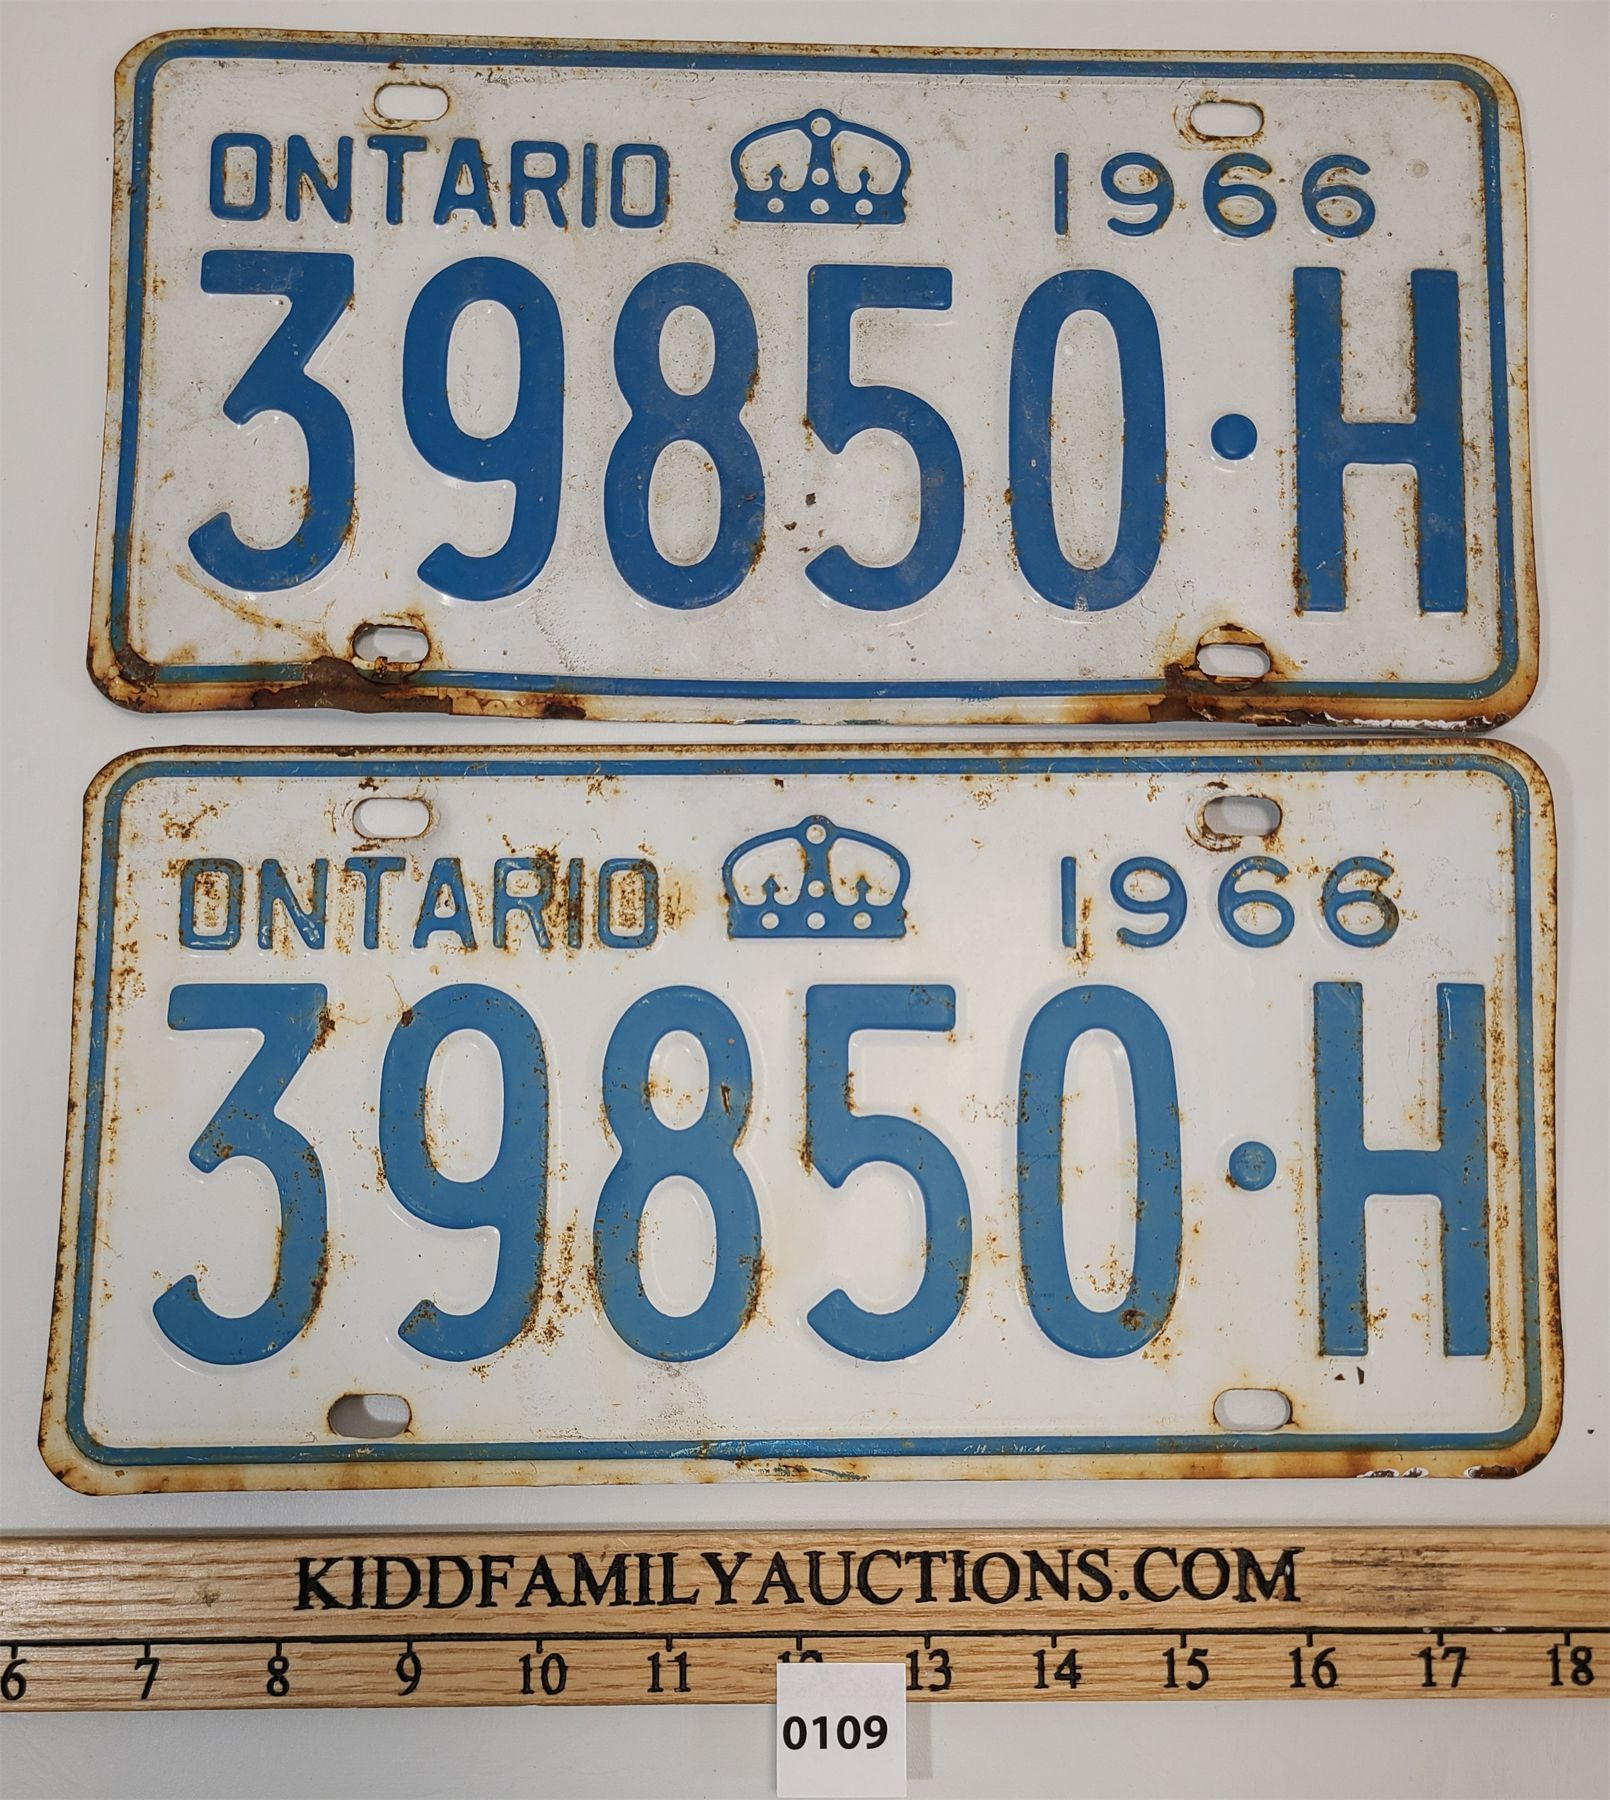 ONTARIO 1966
39850·H
ONTARIO 1966
39850·H
KIDDFAMILYAUCTIONS.COM
6 7 8 9 10 11 12 13 14 15 16 17 18
0109